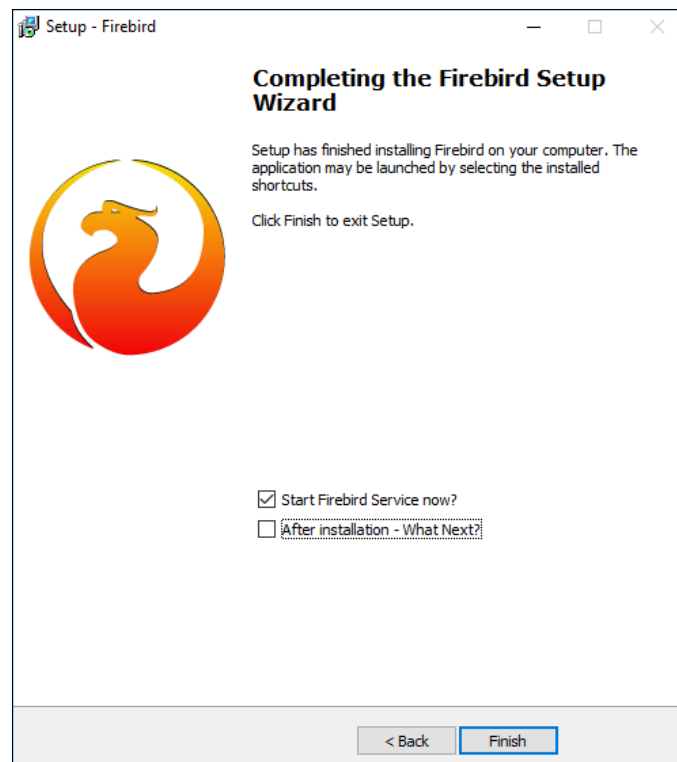 Setup - Firebird
Completing the Firebird Setup
Wizard
Setup has finished installing Firebird on your computer. The
application may be launched by selecting the installed
shortcuts.
Click Finish to exit Setup.
Start Firebird Service now?
After installation - What Next?
< Back
Finish